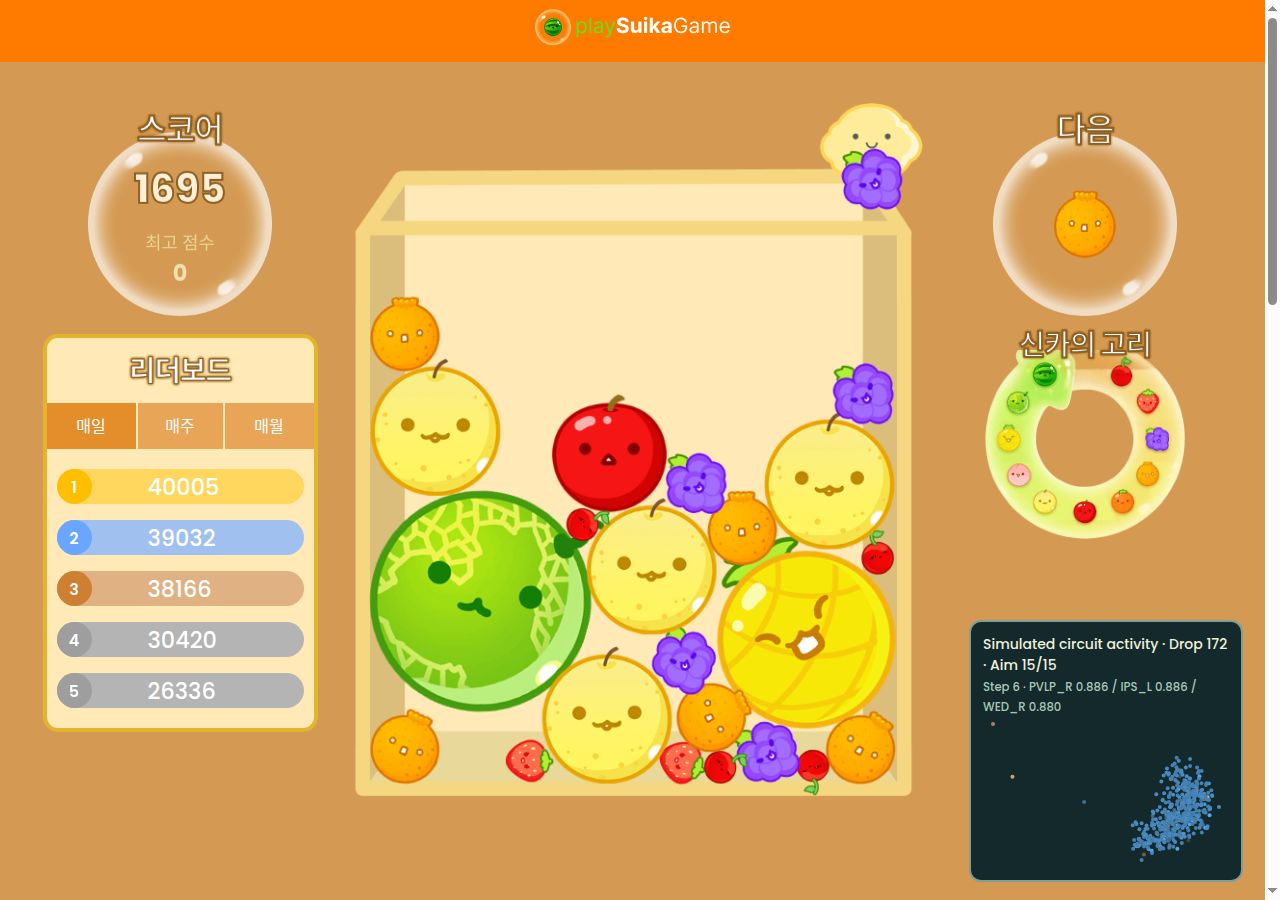 playSuikaGame
스코어
1695
최고 점수
0
리더보드
매일 매주 매월
1 40005
2 39032
3 38166
4 30420
5 26336
다음
신카의 고리
Simulated circuit activity · Drop 172
· Aim 15/15
Step 6 · PVLP_R 0.886 / IPS_L 0.886 /
WED_R 0.880